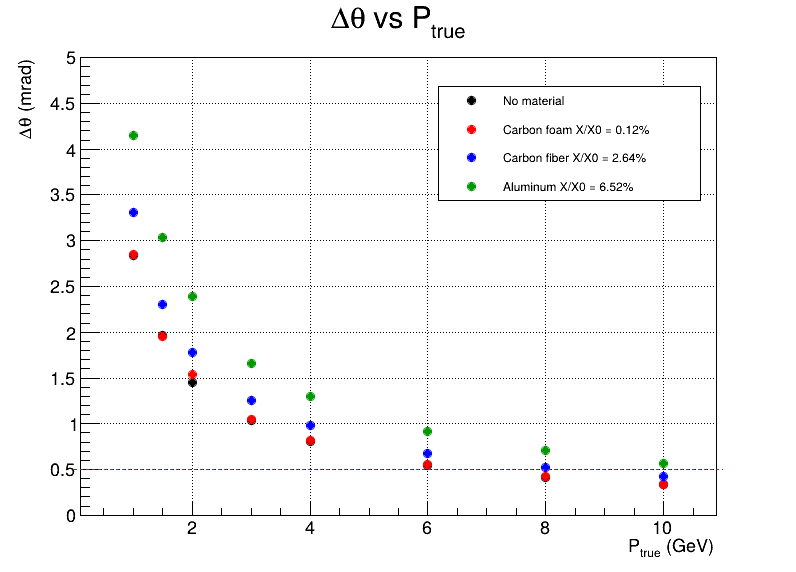 Δθ vs Ptrue
Δθ (mrad)
5
4.5
4
3.5
3
2.5
2
1.5
1
0.5
0
No material
Carbon foam X/X0 = 0.12%
Carbon fiber X/X0 = 2.64%
Aluminum X/X0 = 6.52%
2 4 6 8 10
Ptrue (GeV)